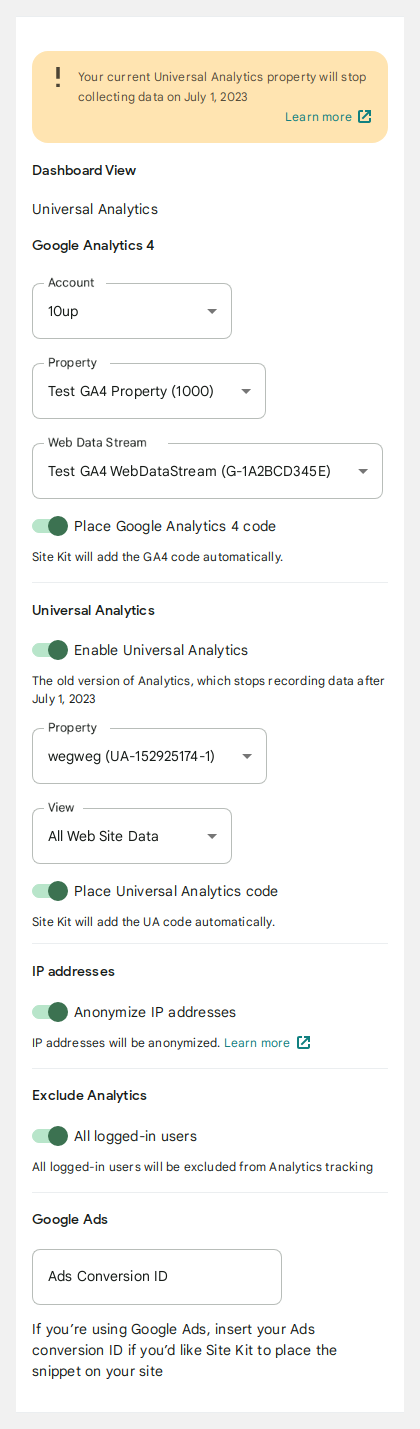 Your current Universal Analytics property will stop
collecting data on July 1, 2023
Learn more
Dashboard View
Universal Analytics
Google Analytics 4
Account
10up
Property
Test GA4 Property (1000)
Web Data Stream
Test GA4 WebDataStream (G-1A2BCD345E)
Place Google Analytics 4 code
Site Kit will add the GA4 code automatically.
Universal Analytics
Enable Universal Analytics
The old version of Analytics, which stops recording data after
July 1, 2023
Property
wegweg (UA-152925174-1)
View
All Web Site Data
Place Universal Analytics code
Site Kit will add the UA code automatically.
IP addresses
Anonymize IP addresses
IP addresses will be anonymized. Learn more
Exclude Analytics
All logged-in users
All logged-in users will be excluded from Analytics tracking
Google Ads
Ads Conversion ID
If you’re using Google Ads, insert your Ads
conversion ID if you’d like Site Kit to place the
snippet on your site